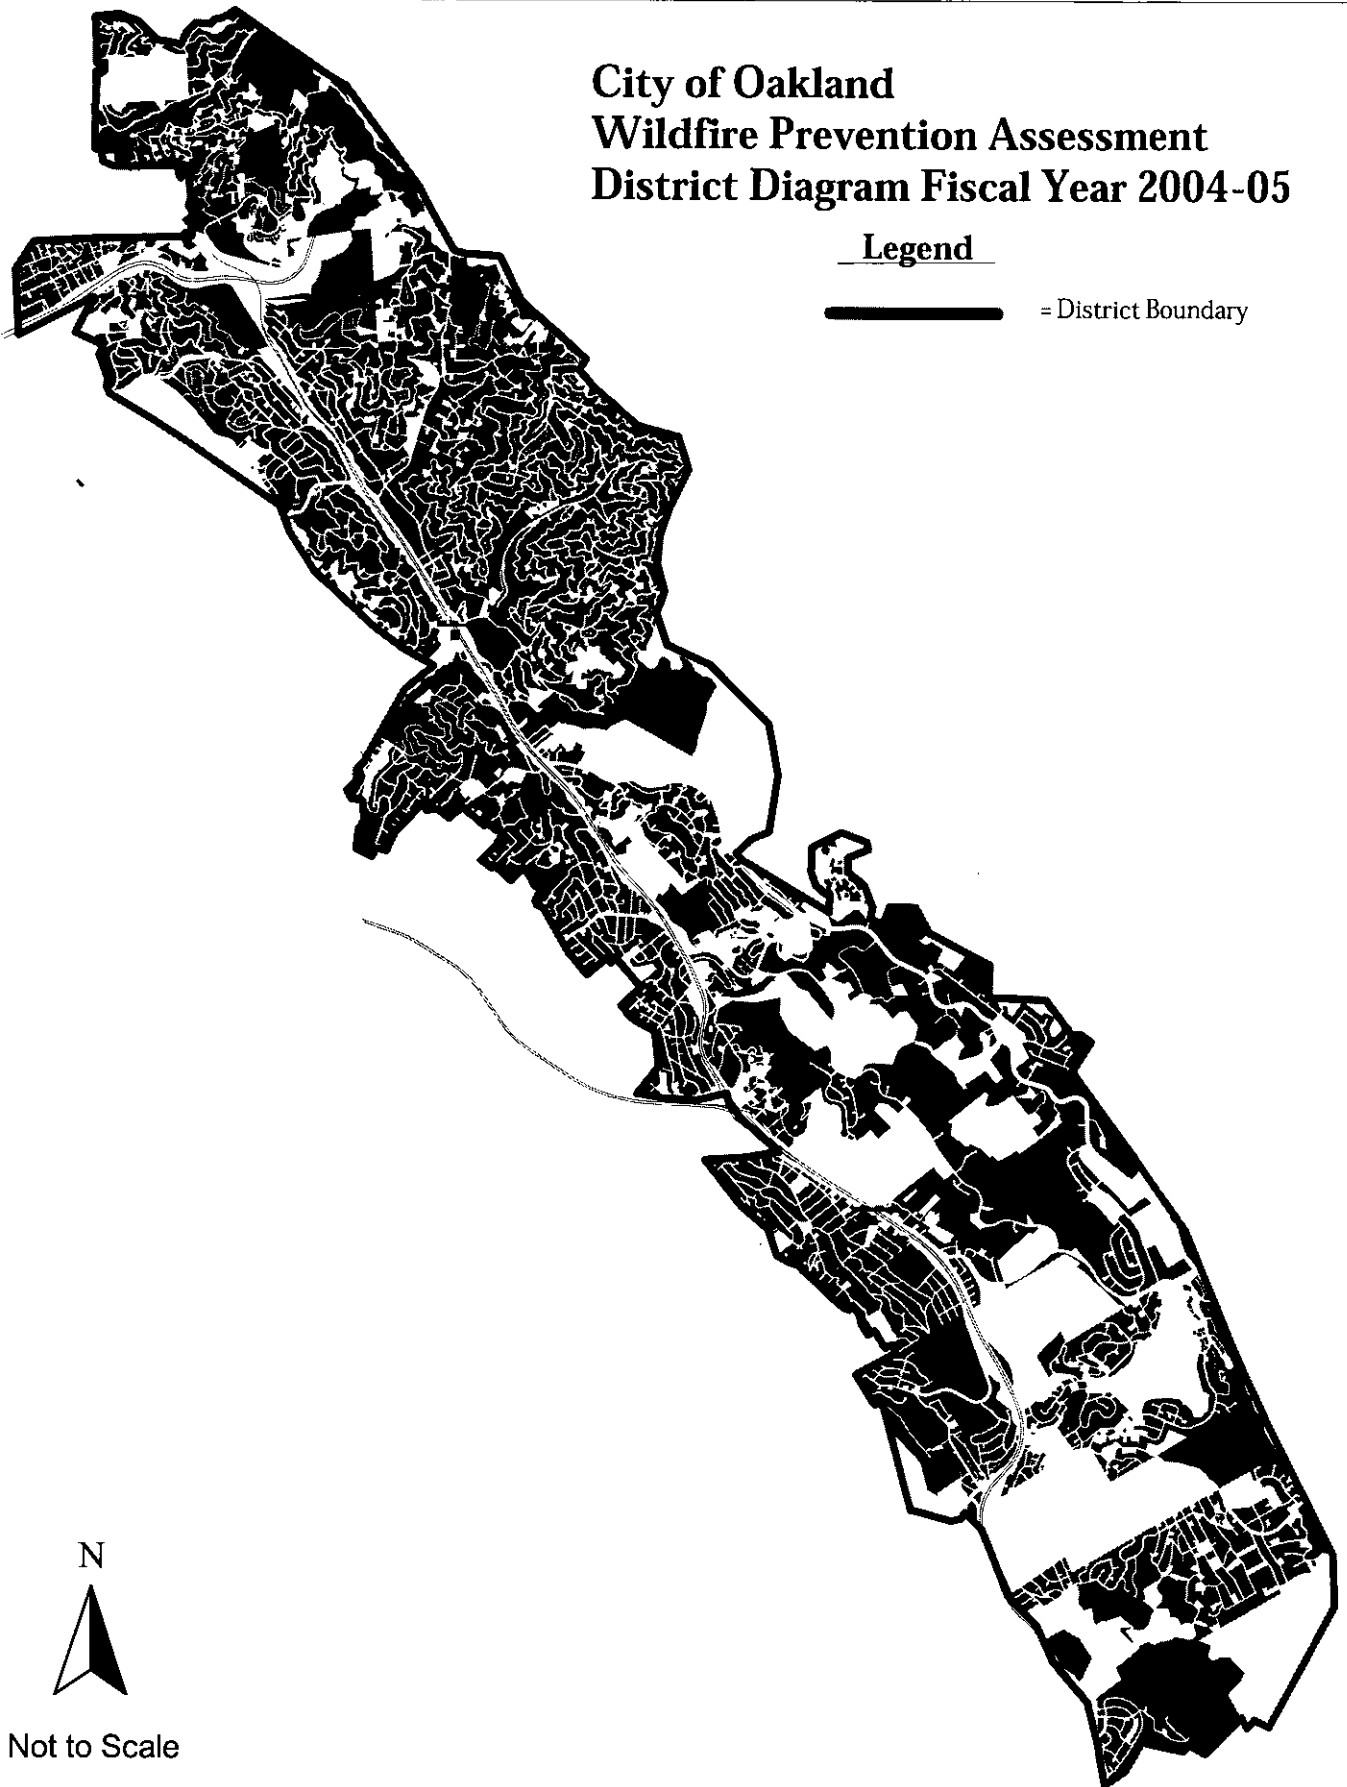 City of Oakland
Wildfire Prevention Assessment
District Diagram Fiscal Year 2004-05
Legend
= District Boundary
N
Not to Scale